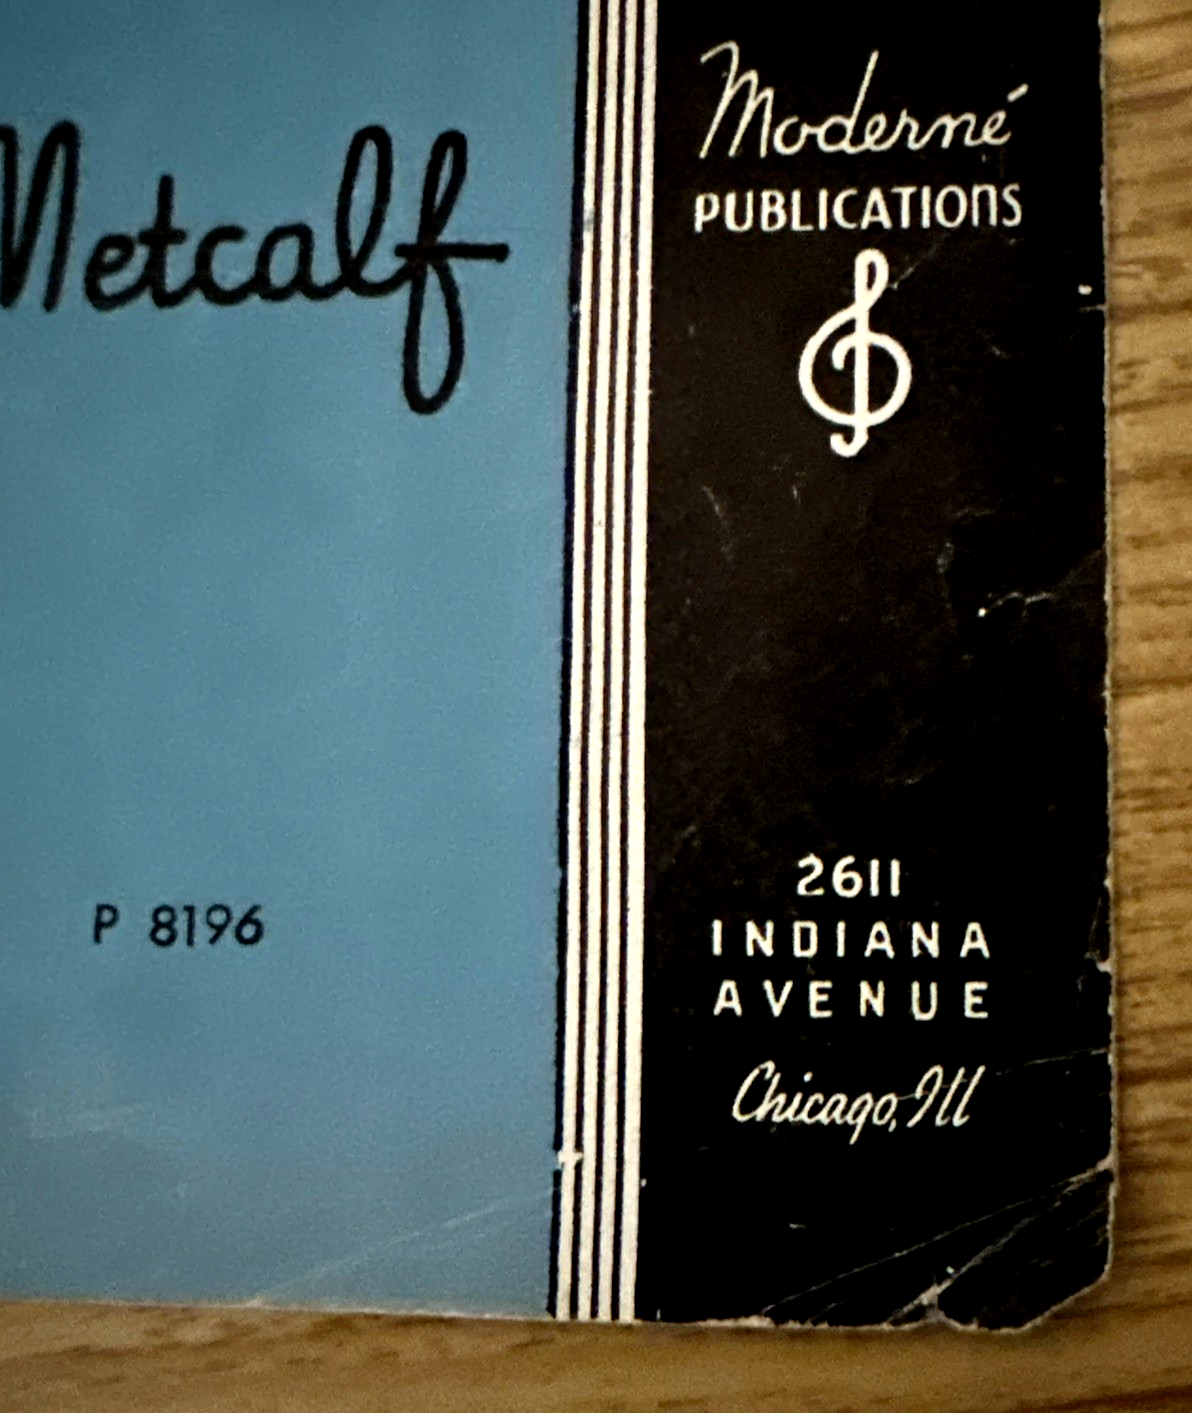 Metcalf
P 8196
Moderné
PUBLICATIONS
2611
INDIANA
AVENUE
Chicago, Ill